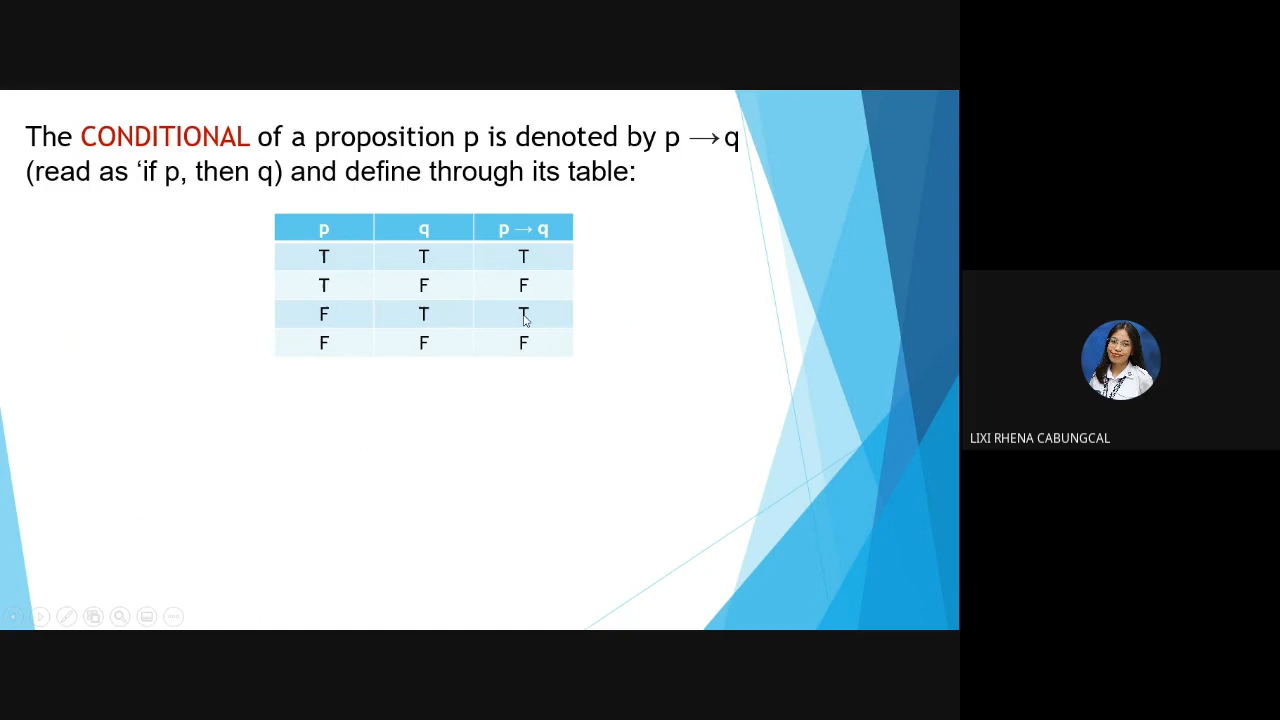 The CONDITIONAL of a proposition p is denoted by p → q
(read as ‘if p, then q) and define through its table:
p q p → q
T T T
T F F
F T T
F F F
LIXI RHENA CABUNGCAL